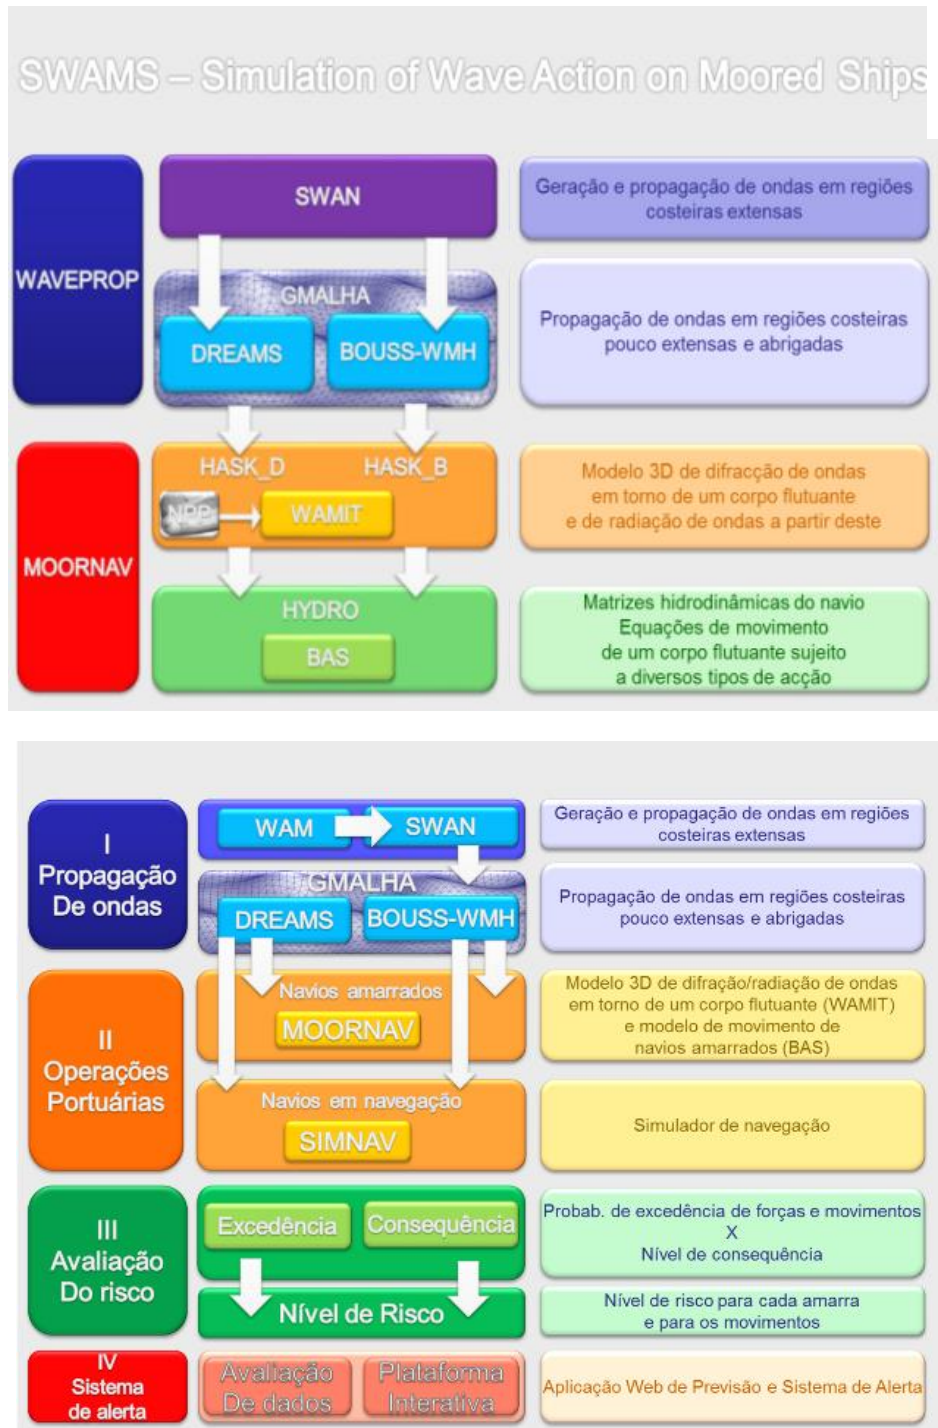 SWAMS – Simulation of Wave Action on Moored Ships
WAVEPROP
SWAN
Geração e propagação de ondas em regiões
costeiras extensas
GMALHA
DREAMS
BOUSS-WMH
Propagação de ondas em regiões costeiras
pouco extensas e abrigadas
MOORNAV
HASK_D
HASK_B
NPP
WAMIT
Modelo 3D de difracção de ondas
em torno de um corpo flutuante
e de radiação de ondas a partir deste
HYDRO
BAS
Matrizes hidrodinâmicas do navio
Equações de movimento
de um corpo flutuante sujeito
a diversos tipos de acção
I
Propagação
De ondas
WAM
SWAN
Geração e propagação de ondas em regiões
costeiras extensas
GMALHA
DREAMS
BOUSS-WMH
Propagação de ondas em regiões costeiras
pouco extensas e abrigadas
II
Operações
Portuárias
Navios amarrados
MOORNAV
Modelo 3D de difração/radiação de ondas
em torno de um corpo flutuante (WAMIT)
e modelo de movimento de
navios amarrados (BAS)
Navios em navegação
SIMNAV
Simulador de navegação
III
Avaliação
Do risco
Excedência
Consequência
Probab. de excedência de forças e movimentos
X
Nível de consequência
Nível de Risco
Nível de risco para cada amarra
e para os movimentos
IV
Sistema
de alerta
Avaliação
De dados
Plataforma
Interativa
Aplicação Web de Previsão e Sistema de Alerta